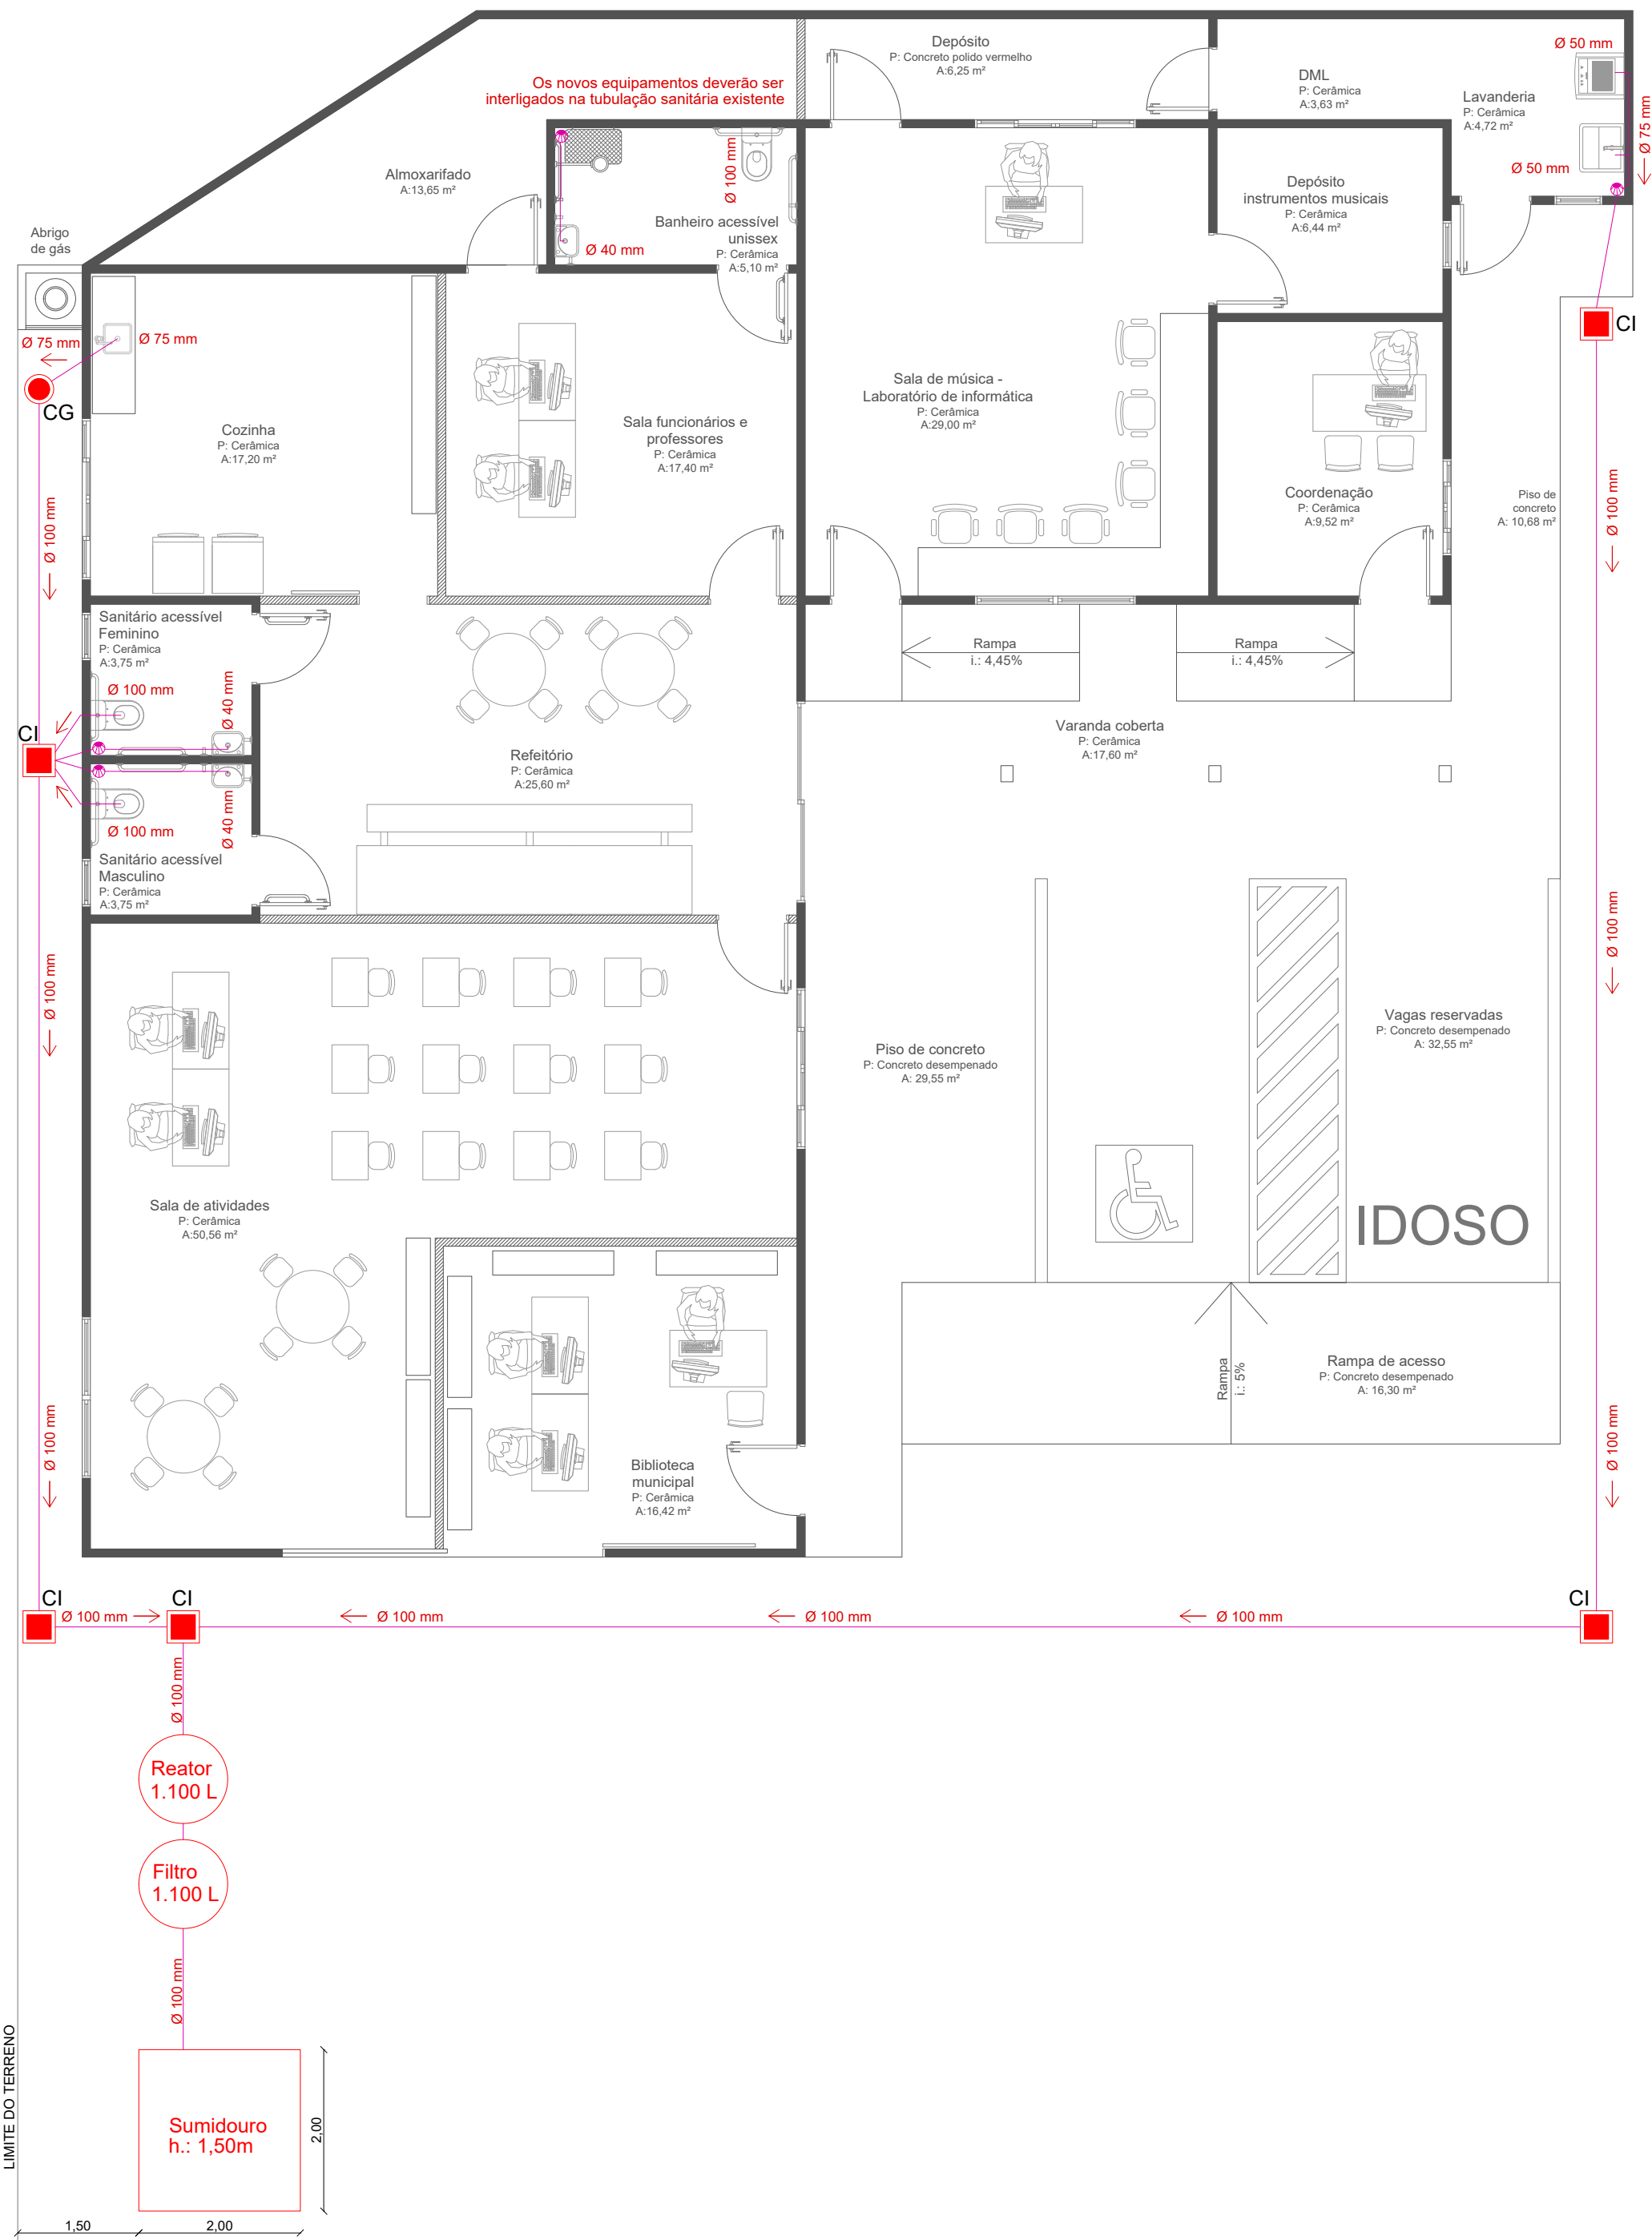 Depósito
P: Concreto polido vermelho
A:6,25 m²
Ø 50 mm
DML
P: Cerâmica
A:3,63 m²
Lavanderia
P: Cerâmica
A:4,72 m²
Ø 75 mm
Ø 50 mm
Os novos equipamentos deverão ser
interligados na tubulação sanitária existente
Almoxarifado
A:13,65 m²
Ø 100 mm
Banheiro acessível
unissex
P: Cerâmica
A:5,10 m²
Ø 40 mm
Depósito
instrumentos musicais
P: Cerâmica
A:6,44 m²
Abrigo
de gás
Ø 75 mm
Ø 75 mm
CG
CI
Cozinha
P: Cerâmica
A:17,20 m²
Sala funcionários e
professores
P: Cerâmica
A:17,40 m²
Sala de música -
Laboratório de informática
P: Cerâmica
A:29,00 m²
Coordenação
P: Cerâmica
A:9,52 m²
Piso de
concreto
A: 10,68 m²
Ø 100 mm
Ø 100 mm
Sanitário acessível
Feminino
P: Cerâmica
A:3,75 m²
Ø 100 mm
Ø 40 mm
CI
Rampa
i.: 4,45%
Rampa
i.: 4,45%
Varanda coberta
P: Cerâmica
A:17,60 m²
Refeitório
P: Cerâmica
A:25,60 m²
Ø 100 mm
Ø 40 mm
Sanitário acessível
Masculino
P: Cerâmica
A:3,75 m²
Ø 100 mm
Ø 100 mm
Piso de concreto
P: Concreto desempenado
A: 29,55 m²
Vagas reservadas
P: Concreto desempenado
A: 32,55 m²
Sala de atividades
P: Cerâmica
A:50,56 m²
IDOSO
Rampa
i.: 5%
Rampa de acesso
P: Concreto desempenado
A: 16,30 m²
Ø 100 mm
Ø 100 mm
Biblioteca
municipal
P: Cerâmica
A:16,42 m²
CI
CI
CI
Ø 100 mm
Ø 100 mm
Ø 100 mm
Ø 100 mm
Ø 100 mm
Reator
1.100 L
Filtro
1.100 L
Ø 100 mm
Sumidouro
h.: 1,50m
2,00
LIMITE DO TERRENO
1,50
2,00